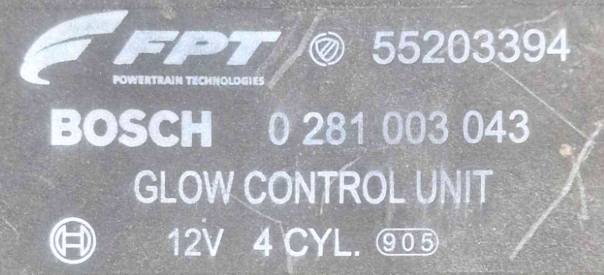 FPT 55203394
POWERTRAIN TECHNOLOGIES
BOSCH 0 281 003 043
GLOW CONTROL UNIT
12V 4 CYL. 905